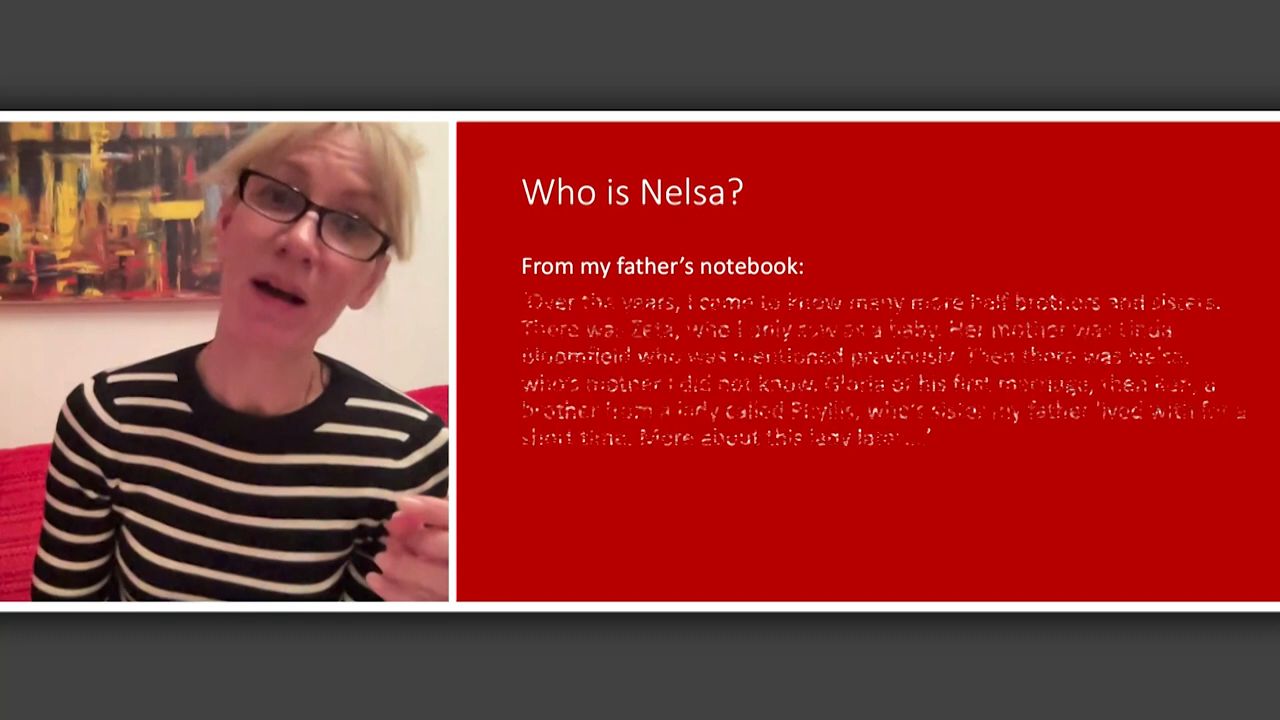 Who is Nelsa?
From my father's notebook:
'Over the years, I came to know many more half brothers and sisters.
There was Zeta, who I only saw as a baby. Her mother was Linda
Bloomfield who was mentioned previously. Then there was Nelsa,
who's mother I did not know. Gloria of his first marriage, then a
brother from a lady called Phyllis, who's sister my father lived with for a
short time. More about this lady later....'